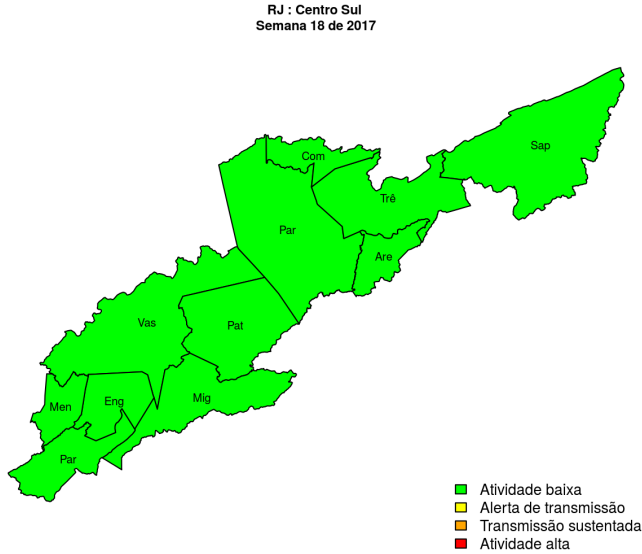 RJ : Centro Sul
Semana 18 de 2017
Sap
Com
Trê
Par
Are
Vas
Pat
Men
Eng
Mig
Par
Atividade baixa
Alerta de transmissão
Transmissão sustentada
Atividade alta